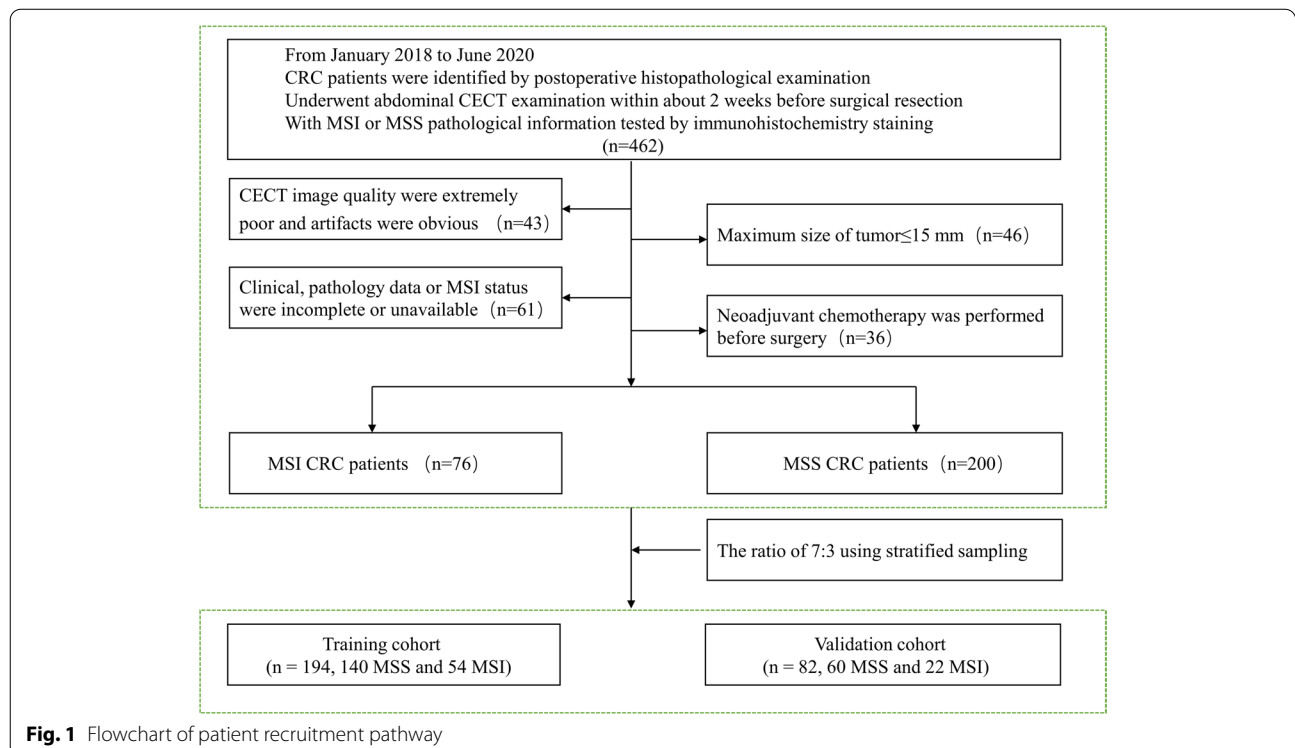 From January 2018 to June 2020
CRC patients were identified by postoperative histopathological examination
Underwent abdominal CECT examination within about 2 weeks before surgical resection
With MSI or MSS pathological information tested by immunohistochemistry staining
(n=462)
CECT image quality were extremely
poor and artifacts were obvious （n=43）
Maximum size of tumor≤15 mm（n=46）
Clinical, pathology data or MSI status
were incomplete or unavailable （n=61）
Neoadjuvant chemotherapy was performed
before surgery（n=36）
MSI CRC patients （n=76）
MSS CRC patients（n=200）
The ratio of 7:3 using stratified sampling
Training cohort
(n = 194, 140 MSS and 54 MSI)
Validation cohort
(n = 82, 60 MSS and 22 MSI)
Fig. 1 Flowchart of patient recruitment pathway